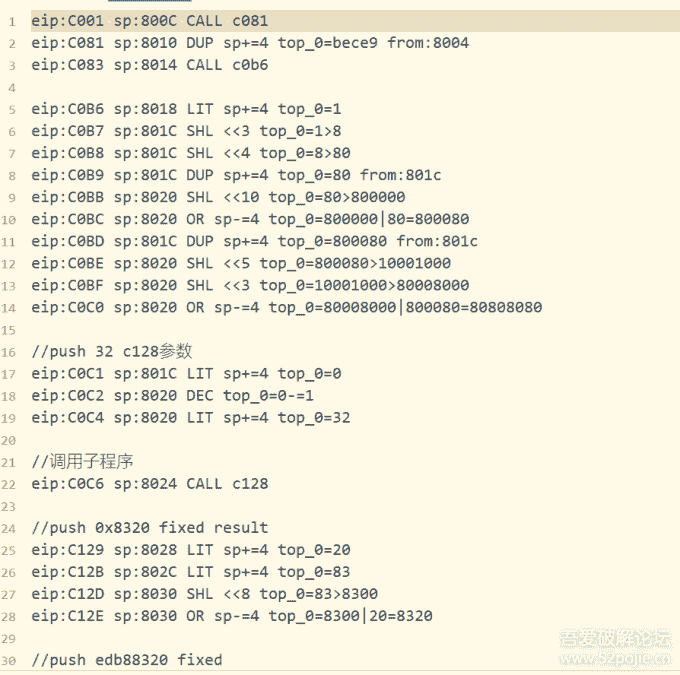 1 eip:C001 sp:800C CALL c081
2 eip:C081 sp:8010 DUP sp+=4 top_0=bece9 from:8004
3 eip:C083 sp:8014 CALL c0b6
4
5 eip:C0B6 sp:8018 LIT sp+=4 top_0=1
6 eip:C0B7 sp:801C SHL <<3 top_0=1>8
7 eip:C0B8 sp:801C SHL <<4 top_0=8>80
8 eip:C0B9 sp:801C DUP sp+=4 top_0=80 from:801c
9 eip:C0BB sp:8020 SHL <<10 top_0=80>800000
10 eip:C0BC sp:8020 OR sp-=4 top_0=800000|80=800080
11 eip:C0BD sp:801C DUP sp+=4 top_0=800080 from:801c
12 eip:C0BE sp:8020 SHL <<5 top_0=800080>10001000
13 eip:C0BF sp:8020 SHL <<3 top_0=10001000>80008000
14 eip:C0C0 sp:8020 OR sp-=4 top_0=80008000|800080=80808080
15
16 //push 32 c128参数
17 eip:C0C1 sp:801C LIT sp+=4 top_0=0
18 eip:C0C2 sp:8020 DEC top_0=0-=1
19 eip:C0C4 sp:8020 LIT sp+=4 top_0=32
20
21 //调用子程序
22 eip:C0C6 sp:8024 CALL c128
23
24 //push 0x8320 fixed result
25 eip:C129 sp:8028 LIT sp+=4 top_0=20
26 eip:C12B sp:802C LIT sp+=4 top_0=83
27 eip:C12D sp:8030 SHL <<8 top_0=83>8300
28 eip:C12E sp:8030 OR sp-=4 top_0=8300|20=8320
29
30 //push edb88320 fixed
吾爱破解论坛
www.52pojie.cn